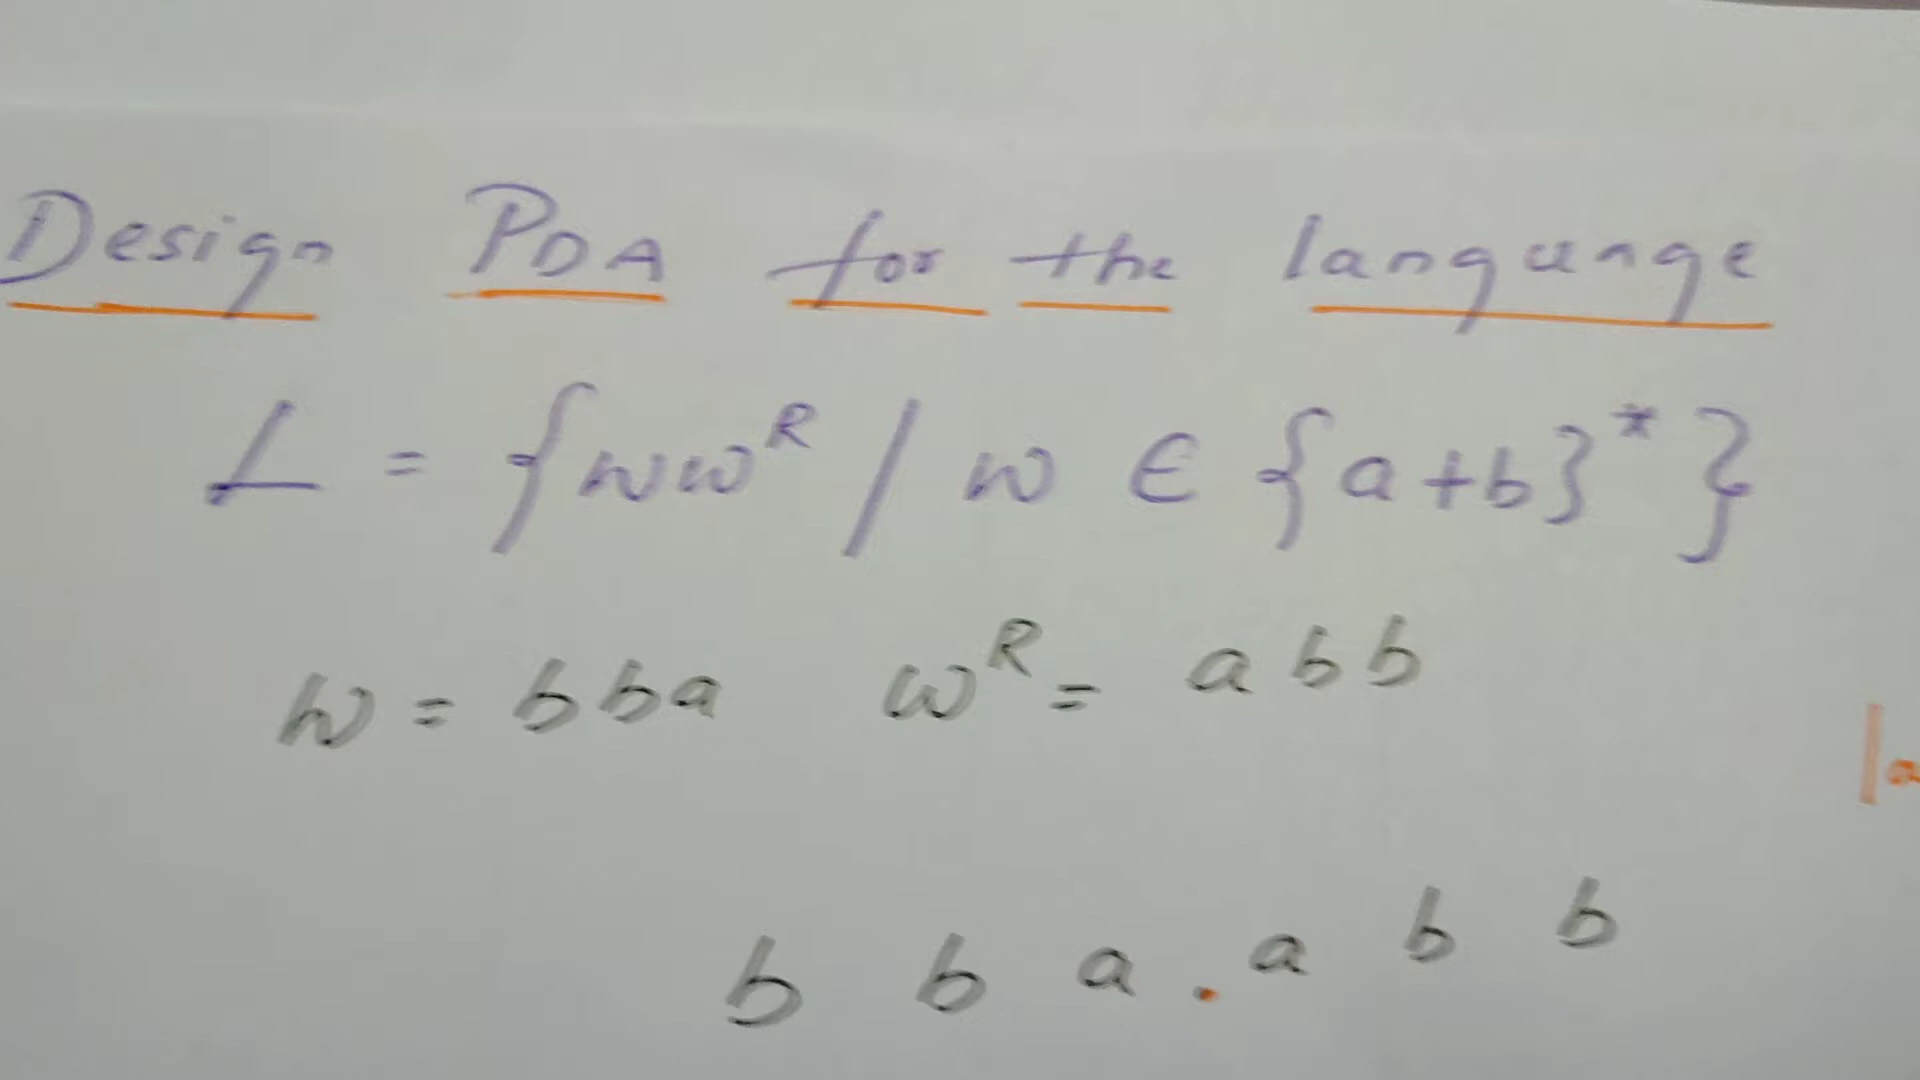 Design PDA for the language
L = {ww^R / w ∈ {a+b}*}
w = bba w^R = abb
b b a . a b b